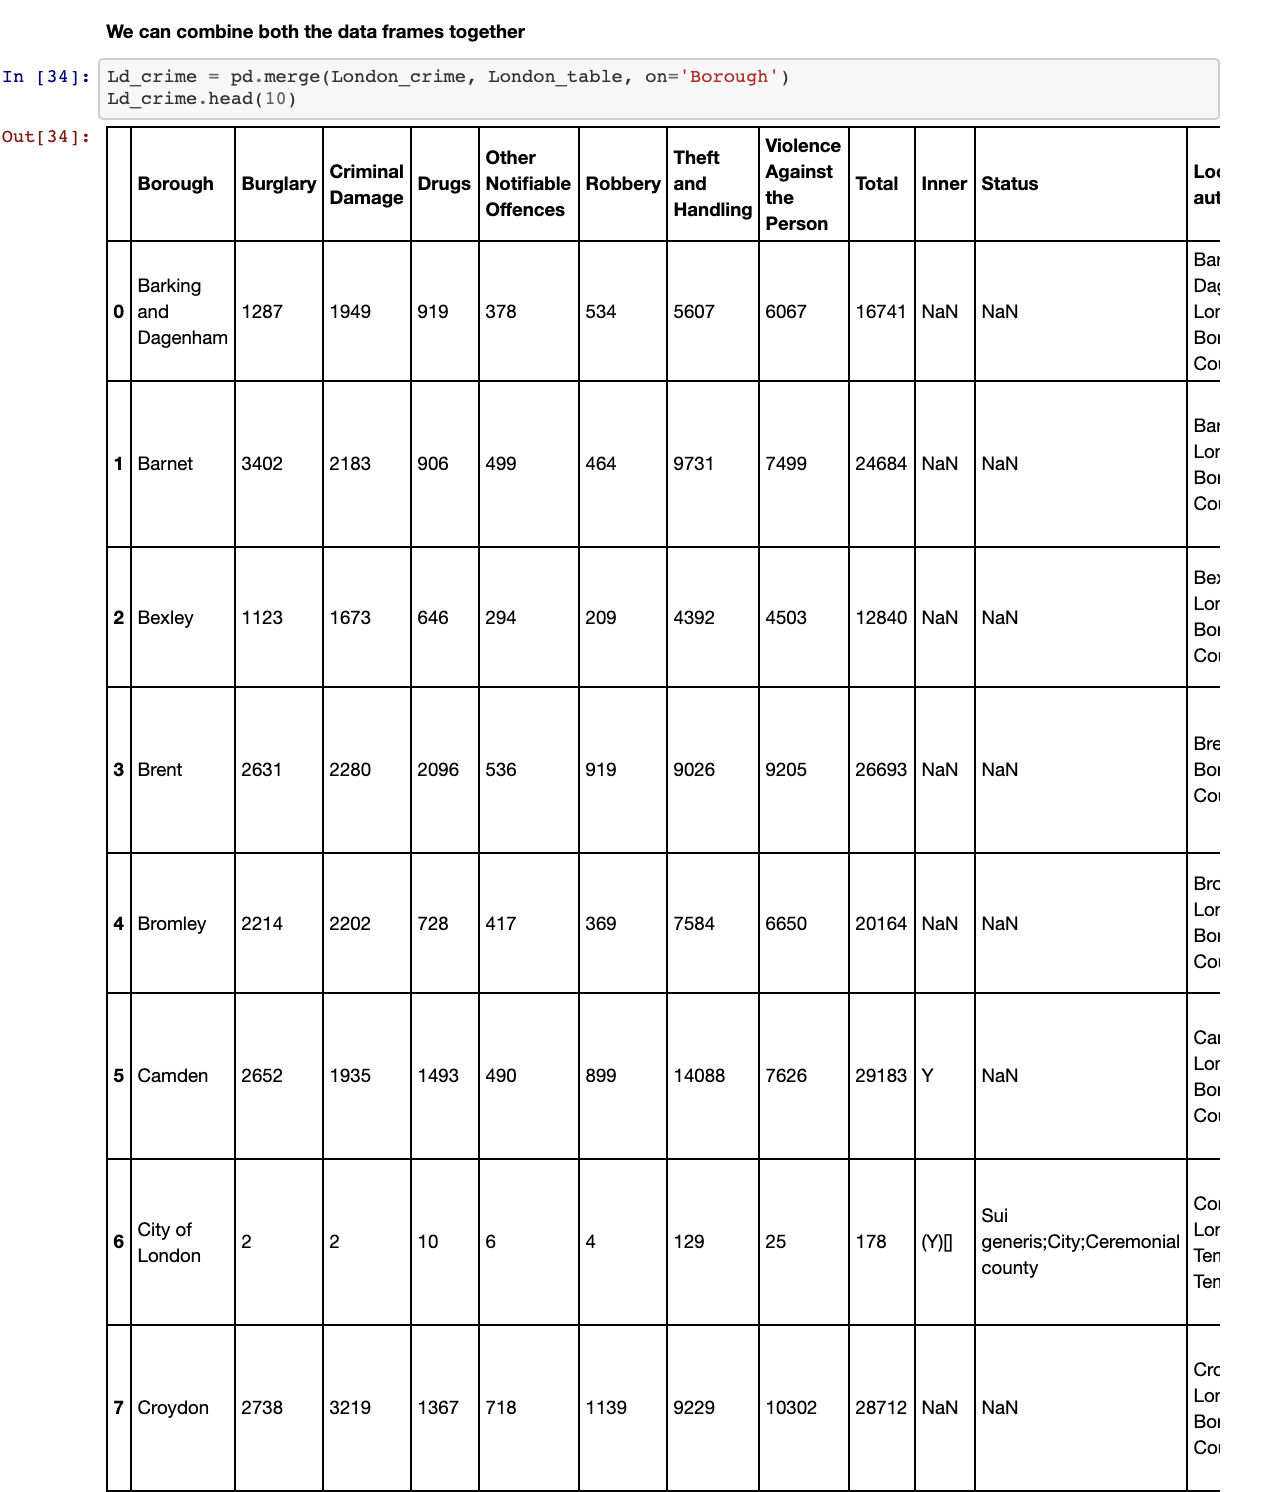 We can combine both the data frames together
In [34]: Ld_crime = pd.merge(London_crime, London_table, on='Borough')
Ld_crime.head(10)
Out[34]:
Borough Burglary Criminal Damage Drugs Other Notifiable Offences Robbery Theft and Handling Violence Against the Person Total Inner Status
0 Barking and Dagenham 1287 1949 919 378 534 5607 6067 16741 NaN NaN
1 Barnet 3402 2183 906 499 464 9731 7499 24684 NaN NaN
2 Bexley 1123 1673 646 294 209 4392 4503 12840 NaN NaN
3 Brent 2631 2280 2096 536 919 9026 9205 26693 NaN NaN
4 Bromley 2214 2202 728 417 369 7584 6650 20164 NaN NaN
5 Camden 2652 1935 1493 490 899 14088 7626 29183 Y NaN
6 City of London 2 2 10 6 4 129 25 178 (Y)[] Sui generis;City;Ceremonial county
7 Croydon 2738 3219 1367 718 1139 9229 10302 28712 NaN NaN